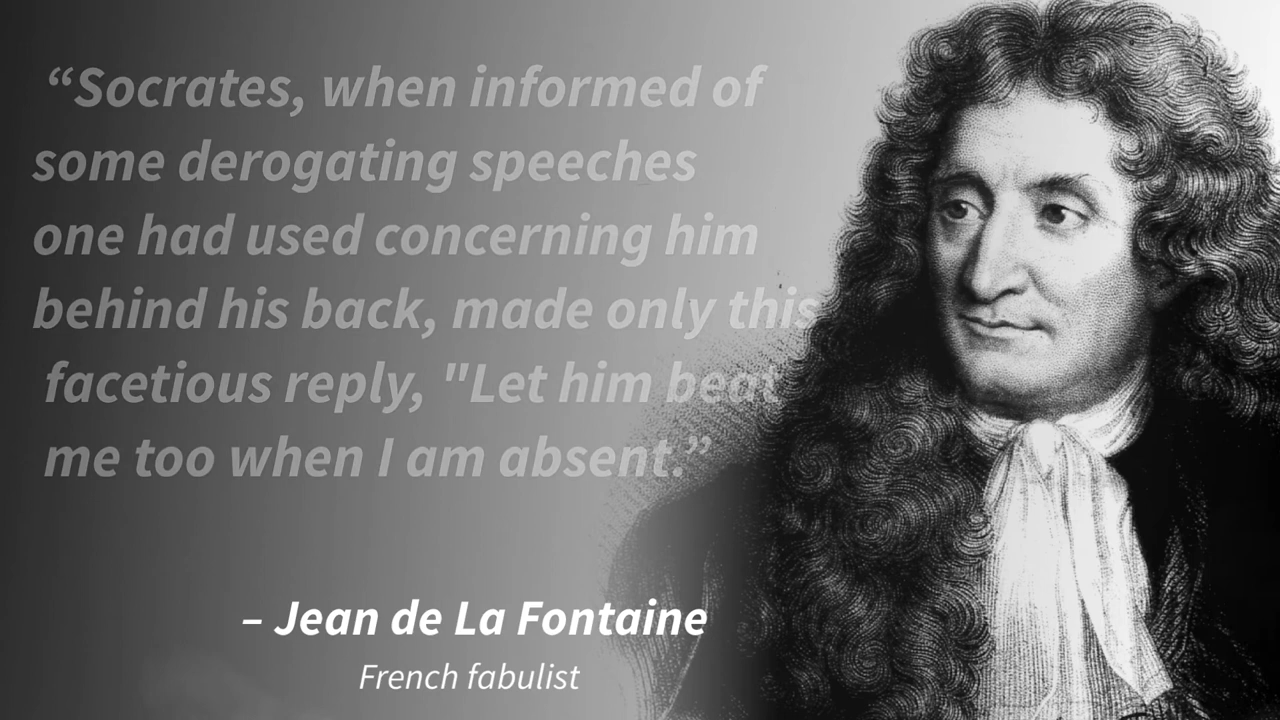 “Socrates, when informed of
some derogating speeches
one had used concerning him
behind his back, made only this
facetious reply, "Let him beat
me too when I am absent.”
– Jean de La Fontaine
French fabulist